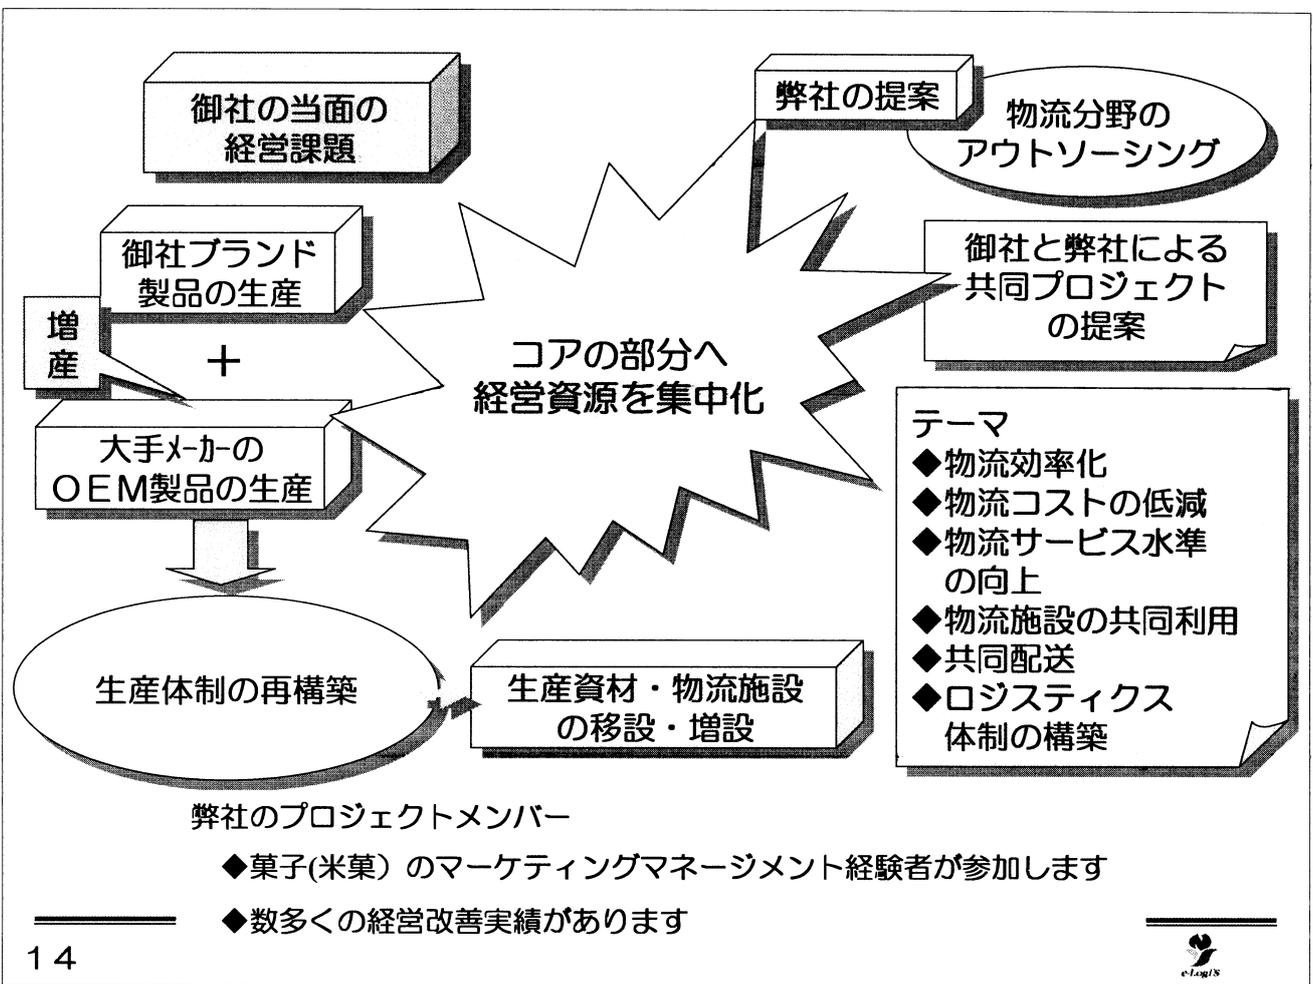 御社の当面の
経営課題
御社ブランド
製品の生産
増
産
＋
大手ﾒｰｶｰの
ＯＥＭ製品の生産
生産体制の再構築
コアの部分へ
経営資源を集中化
生産資材・物流施設
の移設・増設
弊社の提案
物流分野の
アウトソーシング
御社と弊社による
共同プロジェクト
の提案
テーマ
◆物流効率化
◆物流コストの低減
◆物流サービス水準
の向上
◆物流施設の共同利用
◆共同配送
◆ロジスティクス
体制の構築
弊社のプロジェクトメンバー
◆菓子(米菓）のマーケティングマネージメント経験者が参加します
◆数多くの経営改善実績があります
１４
e-LogI'S